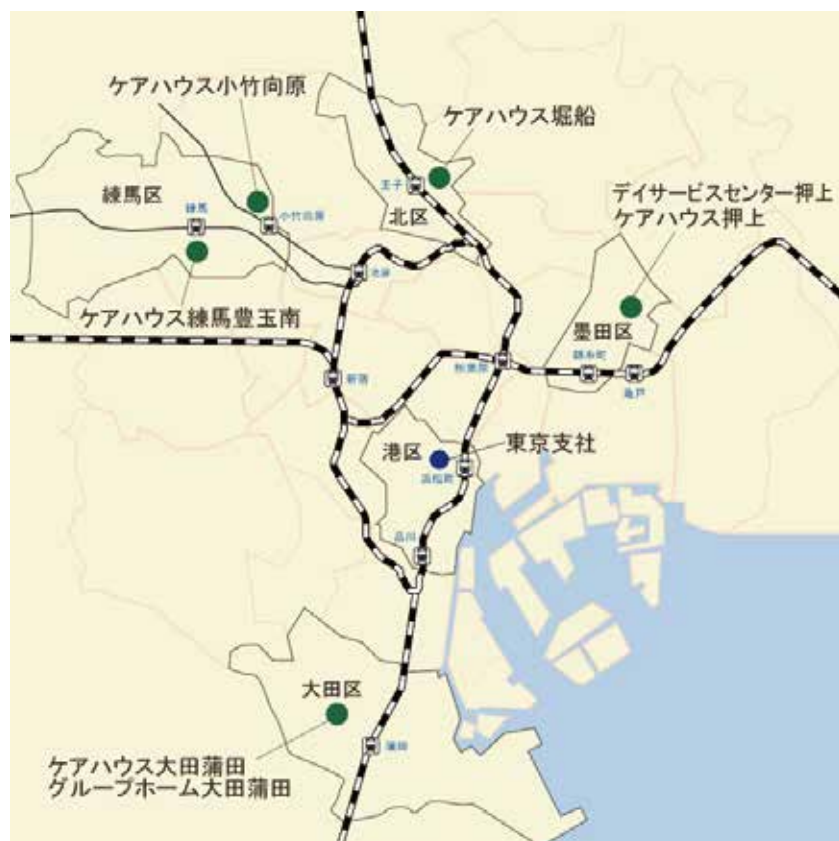 ケアハウス小竹向原
ケアハウス堀船
王子
デイサービスセンター押上
ケアハウス押上
練馬区
練馬
小竹向原
北区
池袋
ケアハウス練馬豊玉南
墨田区
秋葉原
錦糸町
亀戸
新宿
港区
東京支社
浜松町
品川
大田区
蒲田
ケアハウス大田蒲田
グループホーム大田蒲田